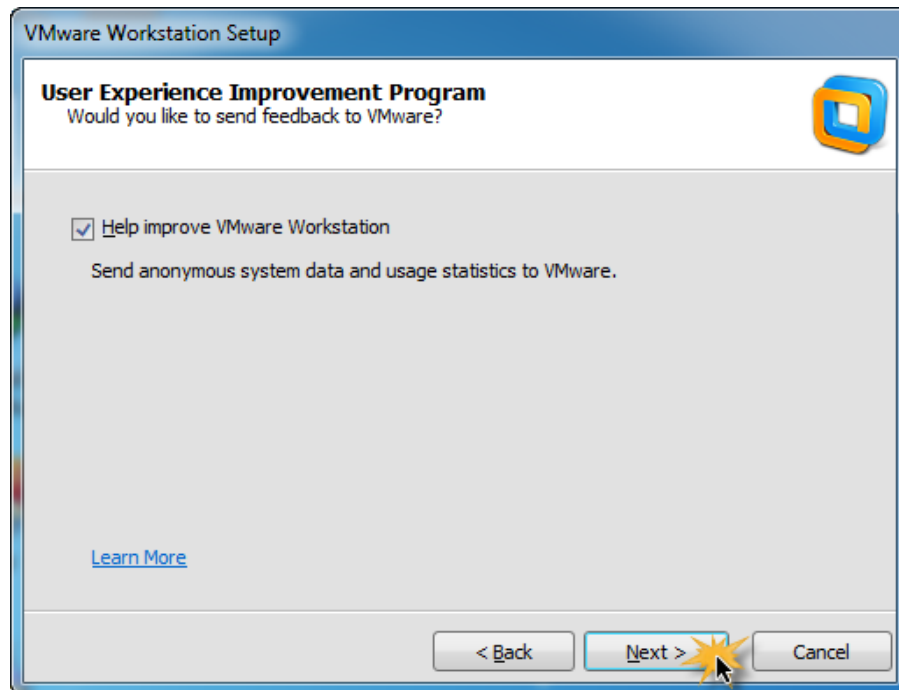 VMware Workstation Setup
User Experience Improvement Program
Would you like to send feedback to VMware?
Help improve VMware Workstation
Send anonymous system data and usage statistics to VMware.
Learn More
< Back Next > Cancel